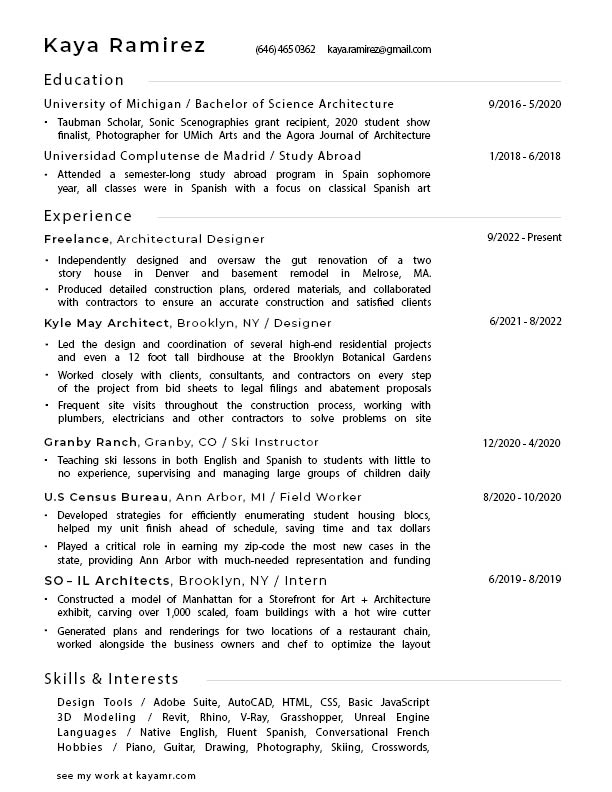 Kaya Ramirez (646) 465 0362 kaya.ramirez@gmail.com
Education
University of Michigan / Bachelor of Science Architecture 9/2016 - 5/2020
• Taubman Scholar, Sonic Scenographies grant recipient, 2020 student show
finalist, Photographer for UMich Arts and the Agora Journal of Architecture
Universidad Complutense de Madrid / Study Abroad 1/2018 - 6/2018
• Attended a semester-long study abroad program in Spain sophomore
year, all classes were in Spanish with a focus on classical Spanish art
Experience
Freelance, Architectural Designer 9/2022 - Present
• Independently designed and oversaw the gut renovation of a two
story house in Denver and basement remodel in Melrose, MA.
• Produced detailed construction plans, ordered materials, and collaborated
with contractors to ensure an accurate construction and satisfied clients
Kyle May Architect, Brooklyn, NY / Designer 6/2021 - 8/2022
• Led the design and coordination of several high-end residential projects
and even a 12 foot tall birdhouse at the Brooklyn Botanical Gardens
• Worked closely with clients, consultants, and contractors on every step
of the project from bid sheets to legal filings and abatement proposals
• Frequent site visits throughout the construction process, working with
plumbers, electricians and other contractors to solve problems on site
Granby Ranch, Granby, CO / Ski Instructor 12/2020 - 4/2020
• Teaching ski lessons in both English and Spanish to students with little to
no experience, supervising and managing large groups of children daily
U.S Census Bureau, Ann Arbor, MI / Field Worker 8/2020 - 10/2020
• Developed strategies for efficiently enumerating student housing blocs,
helped my unit finish ahead of schedule, saving time and tax dollars
• Played a critical role in earning my zip-code the most new cases in the
state, providing Ann Arbor with much-needed representation and funding
SO – IL Architects, Brooklyn, NY / Intern 6/2019 - 8/2019
• Constructed a model of Manhattan for a Storefront for Art + Architecture
exhibit, carving over 1,000 scaled, foam buildings with a hot wire cutter
• Generated plans and renderings for two locations of a restaurant chain,
worked alongside the business owners and chef to optimize the layout
Skills & Interests
Design Tools / Adobe Suite, AutoCAD, HTML, CSS, Basic JavaScript
3D Modeling / Revit, Rhino, V-Ray, Grasshopper, Unreal Engine
Languages / Native English, Fluent Spanish, Conversational French
Hobbies / Piano, Guitar, Drawing, Photography, Skiing, Crosswords,
see my work at kayamr.com